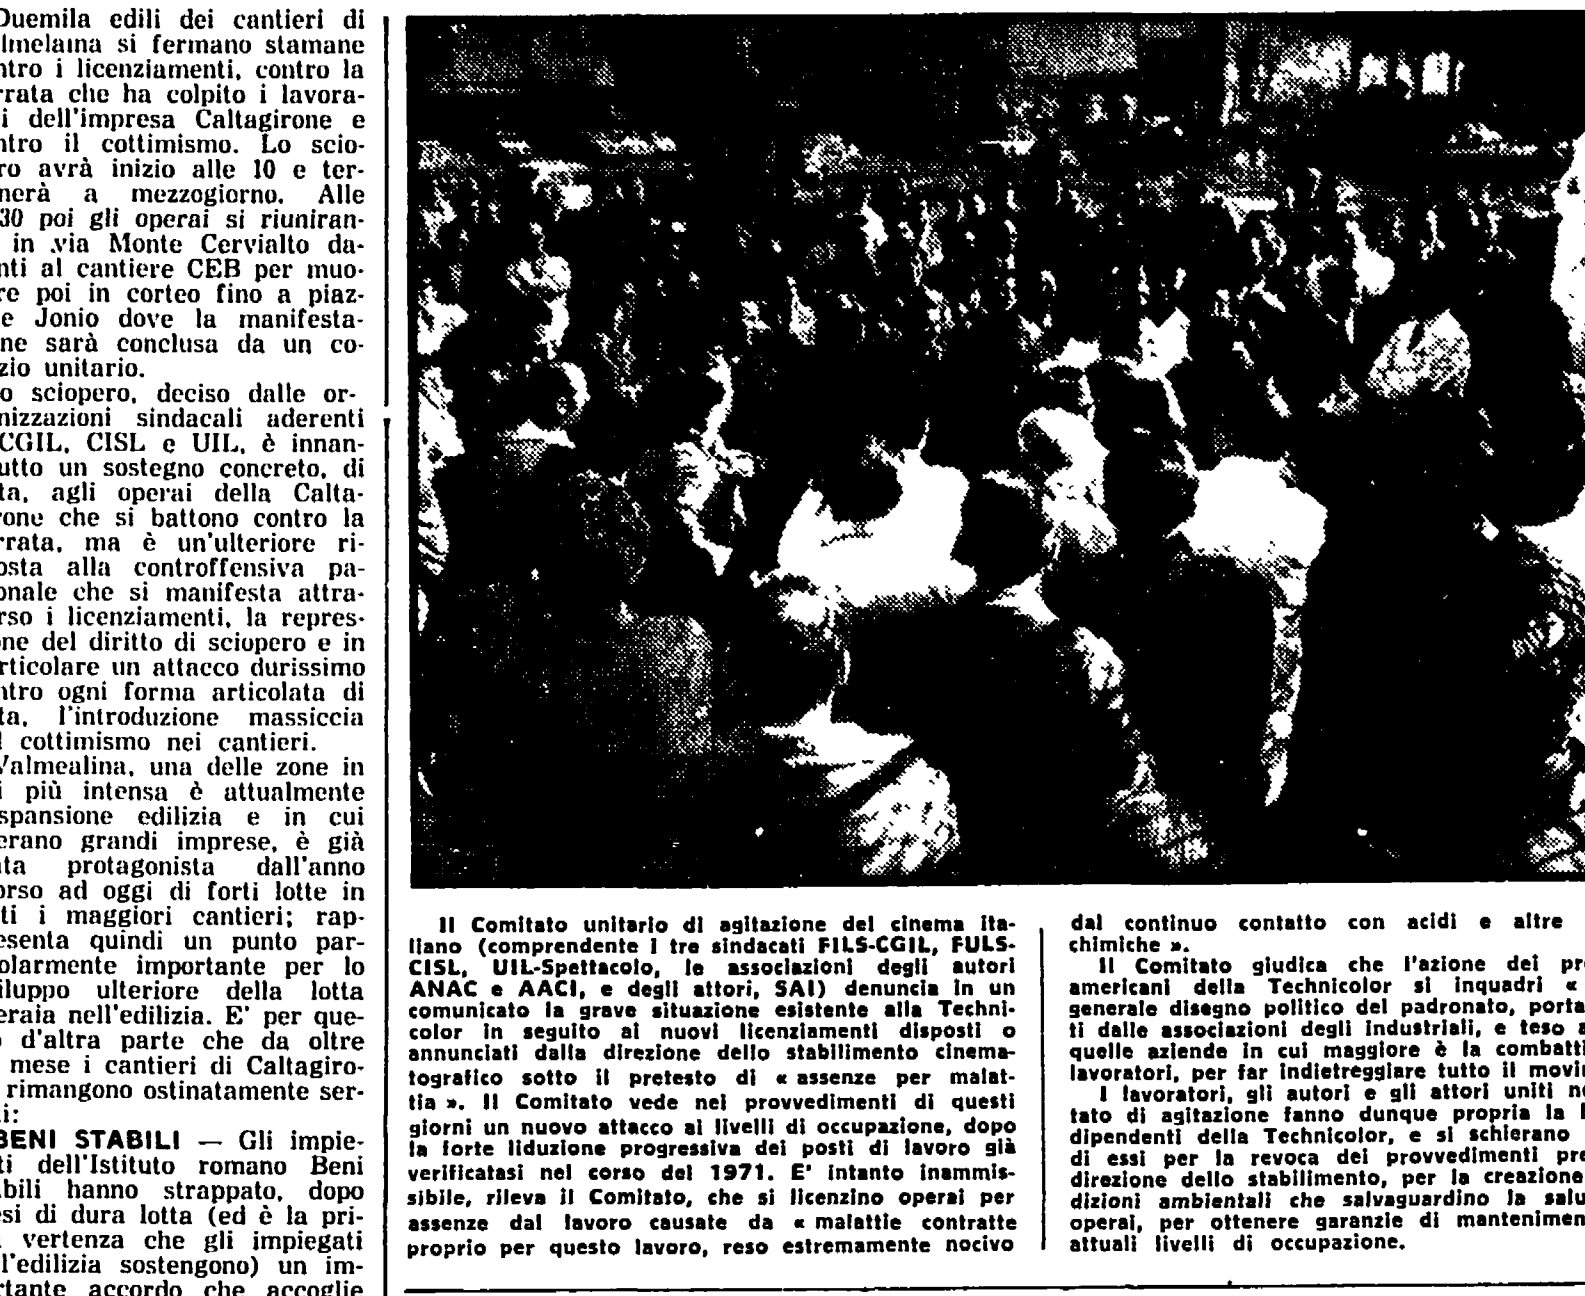 Duemila edili dei cantieri di
lmelaina si fermano stamane
ntro i licenziamenti, contro la
rrata che ha colpito i lavora-
i dell'impresa Caltagirone e
ntro il cottimismo. Lo scio-
ro avrà inizio alle 10 e ter-
nerà a mezzogiorno. Alle
30 poi gli operai si riuniran-
in via Monte Cervialto da-
nti al cantiere CEB per muo-
re poi in corteo fino a piaz-
e Jonio dove la manifesta-
ne sarà conclusa da un co-
zio unitario.
o sciopero, deciso dalle or-
nizzazioni sindacali aderenti
CGIL, CISL e UIL, è innan-
utto un sostegno concreto, di
ta, agli operai della Calta-
rone che si battono contro la
rrata, ma è un'ulteriore ri-
osta alla controffensiva pa-
onale che si manifesta attra-
rso i licenziamenti, la repres-
one del diritto di sciopero e in
articolare un attacco durissimo
ntro ogni forma articolata di
ta, l'introduzione massiccia
l cottimismo nei cantieri.
Valmealina, una delle zone in
i più intensa è attualmente
spansione edilizia e in cui
erano grandi imprese, è già
ata protagonista dall'anno
orso ad oggi di forti lotte in
ti i maggiori cantieri; rap-
esenta quindi un punto par-
olarmente importante per lo
iluppo ulteriore della lotta
eraia nell'edilizia. E' per que-
o d'altra parte che da oltre
mese i cantieri di Caltagiro-
rimangono ostinatamente ser-
i:
BENI STABILI — Gli impie-
ti dell'Istituto romano Beni
abili hanno strappato, dopo
esi di dura lotta (ed è la pri-
a vertenza che gli impiegati
l'edilizia sostengono) un im-
rtante accordo che accoglie
Il Comitato unitario di agitazione del cinema ita-
liano (comprendente i tre sindacati FILS-CGIL, FULS-
CISL, UIL-Spettacolo, le associazioni degli autori
ANAC e AACI, e degli attori, SAI) denuncia in un
comunicato la grave situazione esistente alla Techni-
color in seguito ai nuovi licenziamenti disposti o
annunciati dalla direzione dello stabilimento cinema-
tografico sotto il pretesto di « assenze per malat-
tia ». Il Comitato vede nei provvedimenti di questi
giorni un nuovo attacco ai livelli di occupazione, dopo
la forte liduzione progressiva dei posti di lavoro già
verificatasi nel corso del 1971. E' intanto inammis-
sibile, rileva il Comitato, che si licenzino operai per
assenze dal lavoro causate da « malattie contratte
proprio per questo lavoro, reso estremamente nocivo
dal continuo contatto con acidi e altre
chimiche ».
Il Comitato giudica che l'azione dei pr
americani della Technicolor si inquadri «
generale disegno politico del padronato, porta
ti dalle associazioni degli industriali, e teso a
quelle aziende in cui maggiore è la combatti
lavoratori, per far indietreggiare tutto il movi
I lavoratori, gli autori e gli attori uniti n
tato di agitazione fanno dunque propria la l
dipendenti della Technicolor, e si schierano
di essi per la revoca dei provvedimenti pre
direzione dello stabilimento, per la creazione
dizioni ambientali che salvaguardino la salu
operai, per ottenere garanzie di mantenimen
attuali livelli di occupazione.